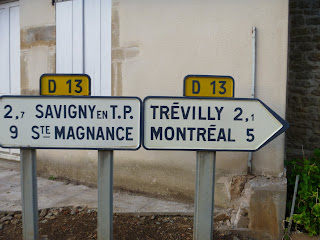 D 13
2,7 SAVIGNY EN T.P.
9 STE MAGNANCE
D 13
TRÉVILLY 2,1
MONTRÉAL 5